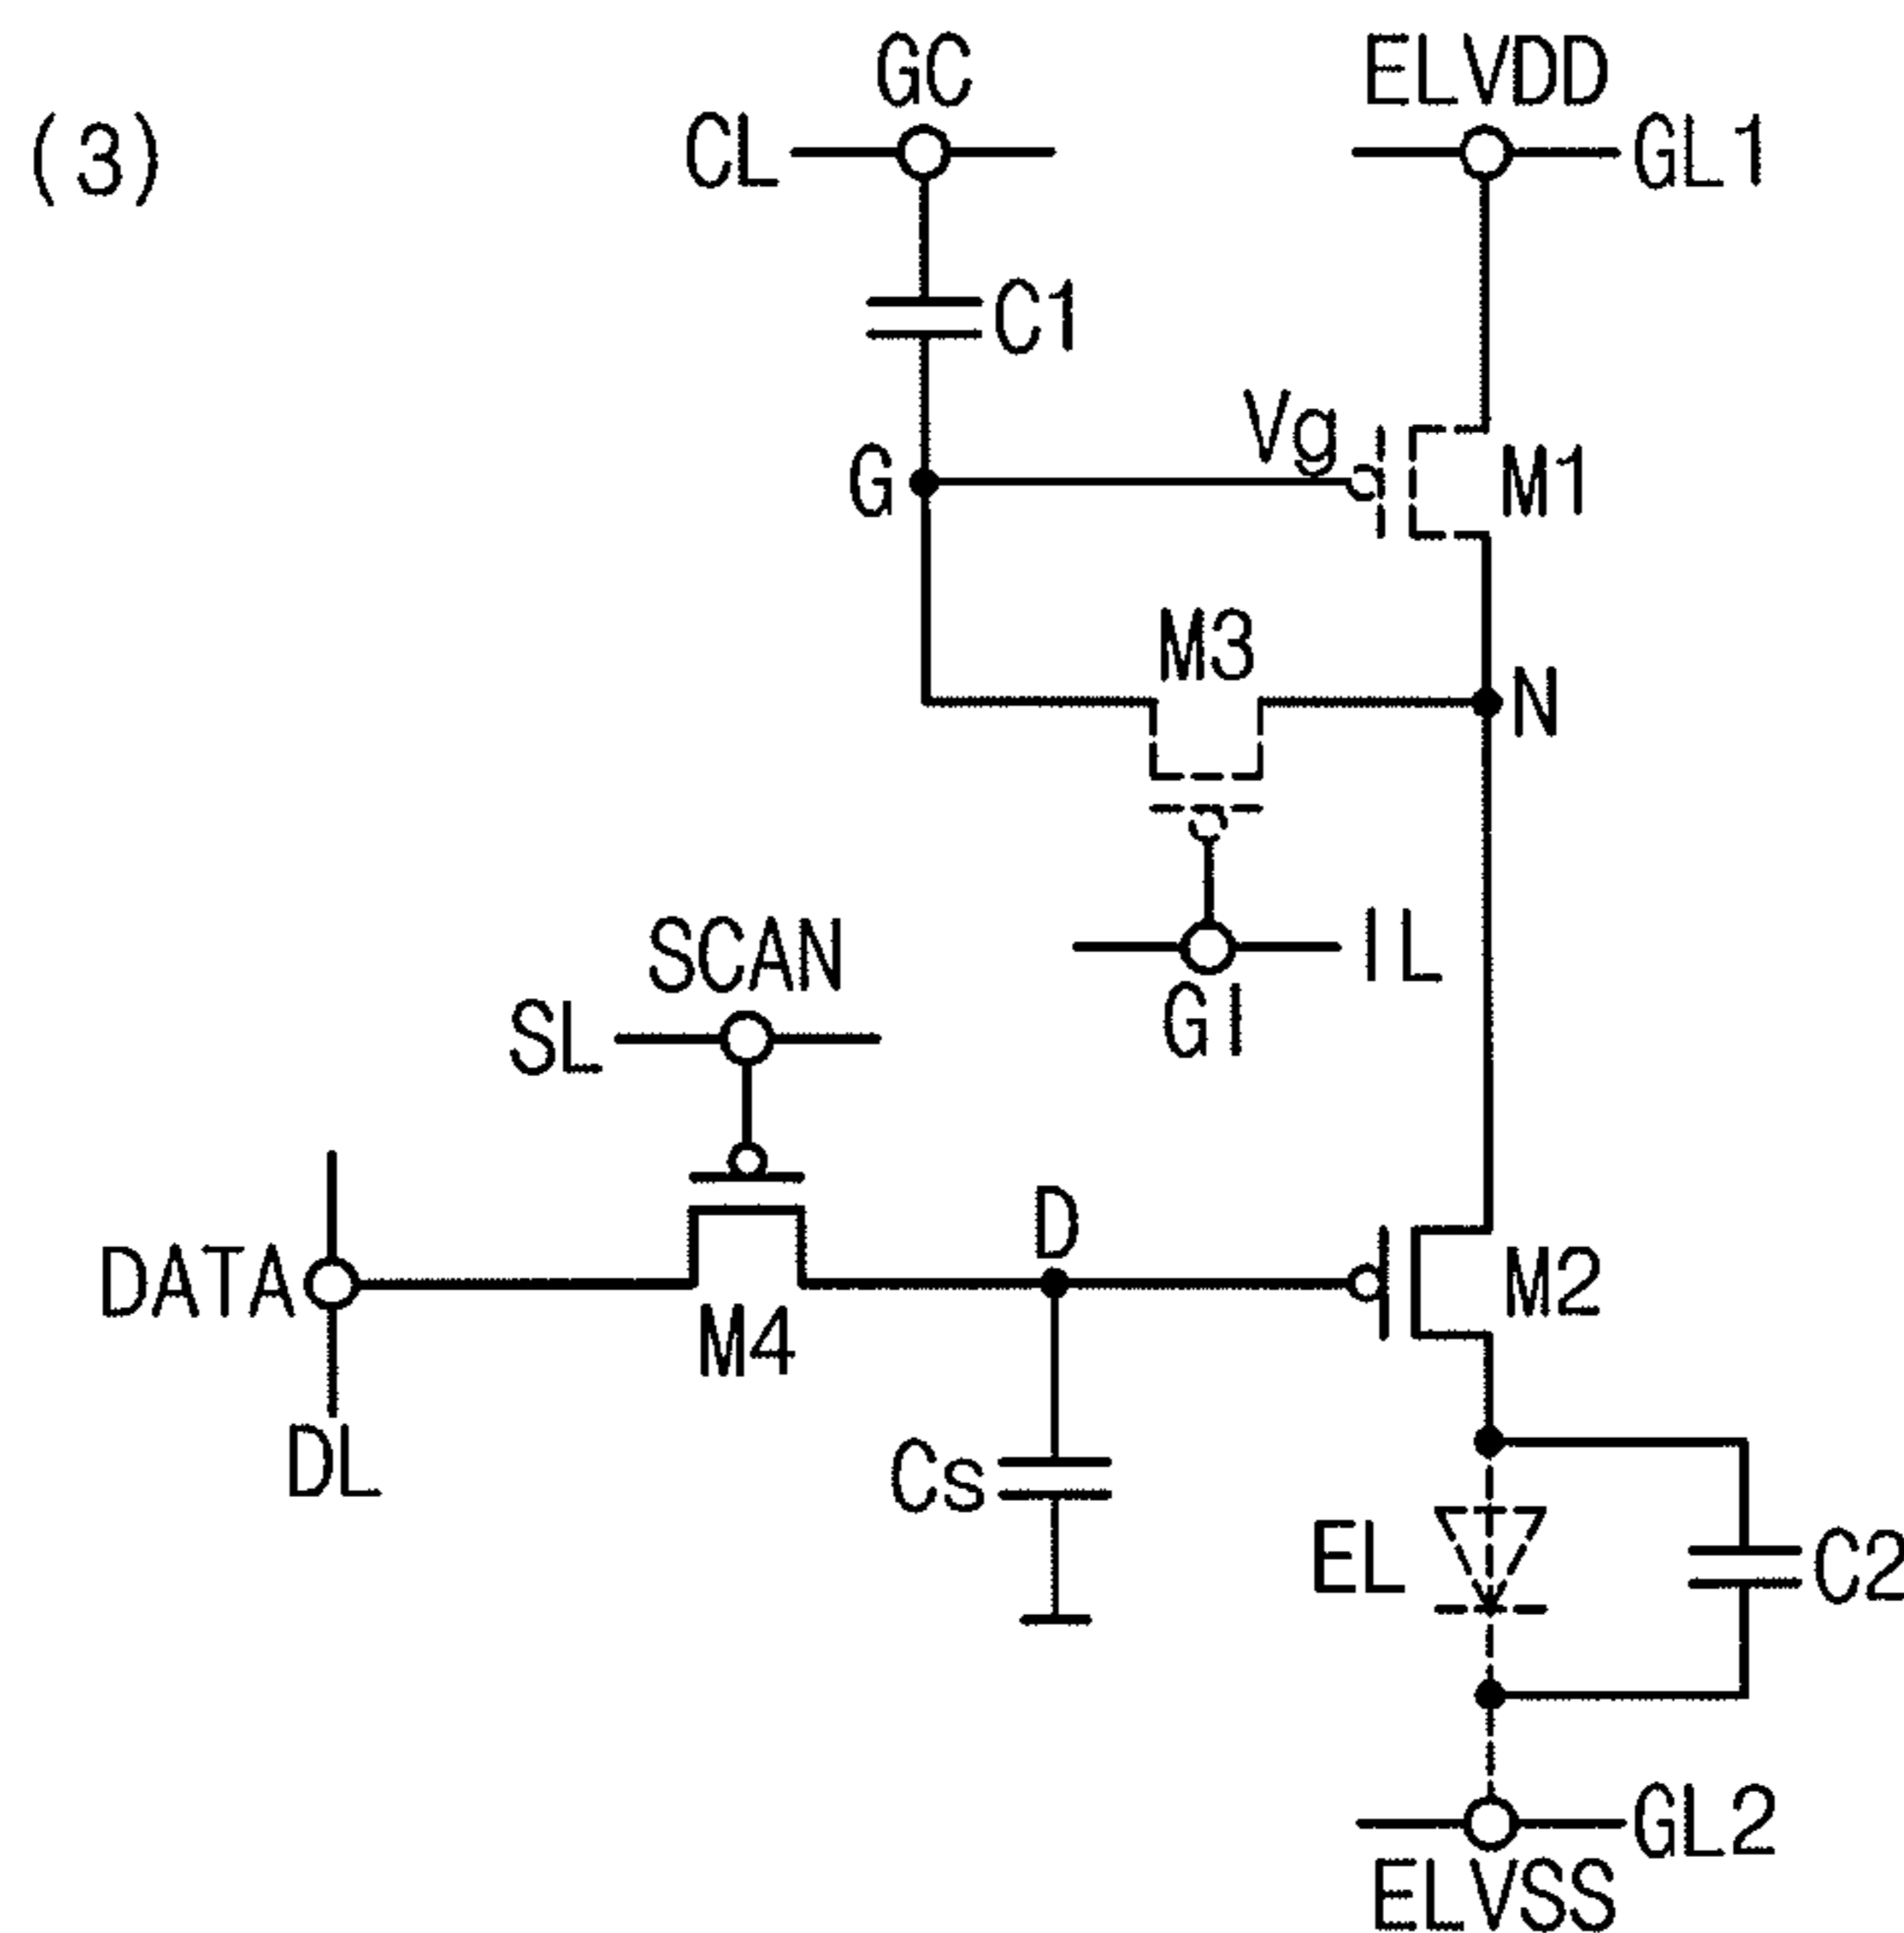 (3)
GC
ELVDD
CL
GL1
C1
Vg
G
M1
M3
N
SCAN
IL
SL
GI
D
DATA
M2
M4
DL
Cs
EL
C2
GL2
ELVSS